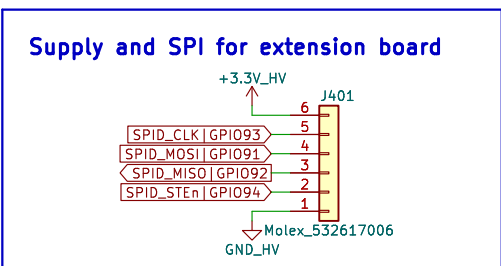 Supply and SPI for extension board
+3.3V_HV
J401
6
SPID_CLK|GPIO93 5
SPID_MOSI|GPIO91 4
SPID_MISO|GPIO92 3
SPID_STEn|GPIO94 2
1
Molex_532617006
GND_HV